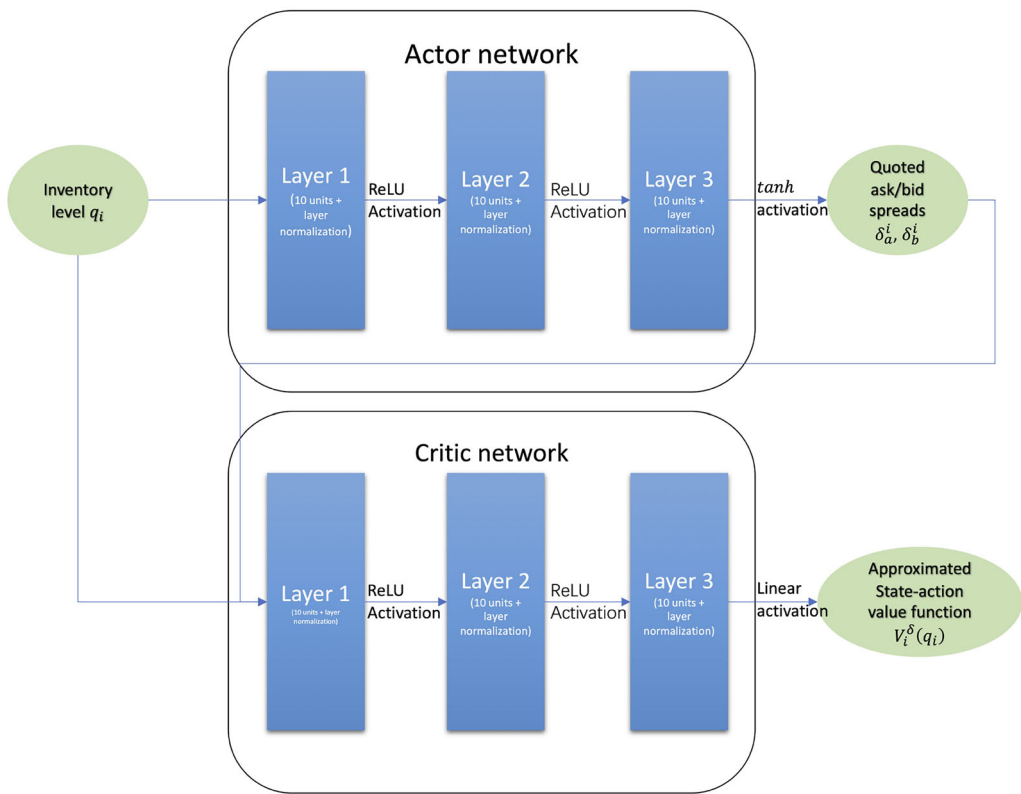 Actor network
Inventory
level q_i
Layer 1
(10 units +
layer
normalization)
ReLU
Activation
Layer 2
(10 units +
layer
normalization)
ReLU
Activation
Layer 3
(10 units +
layer
normalization)
tanh
activation
Quoted
ask/bid
spreads
δ_a^i, δ_b^i
Critic network
Layer 1
(10 units + layer
normalization)
ReLU
Activation
Layer 2
(10 units +
layer
normalization)
ReLU
Activation
Layer 3
(10 units +
layer
normalization)
Linear
activation
Approximated
State-action
value function
V_i^δ(q_i)